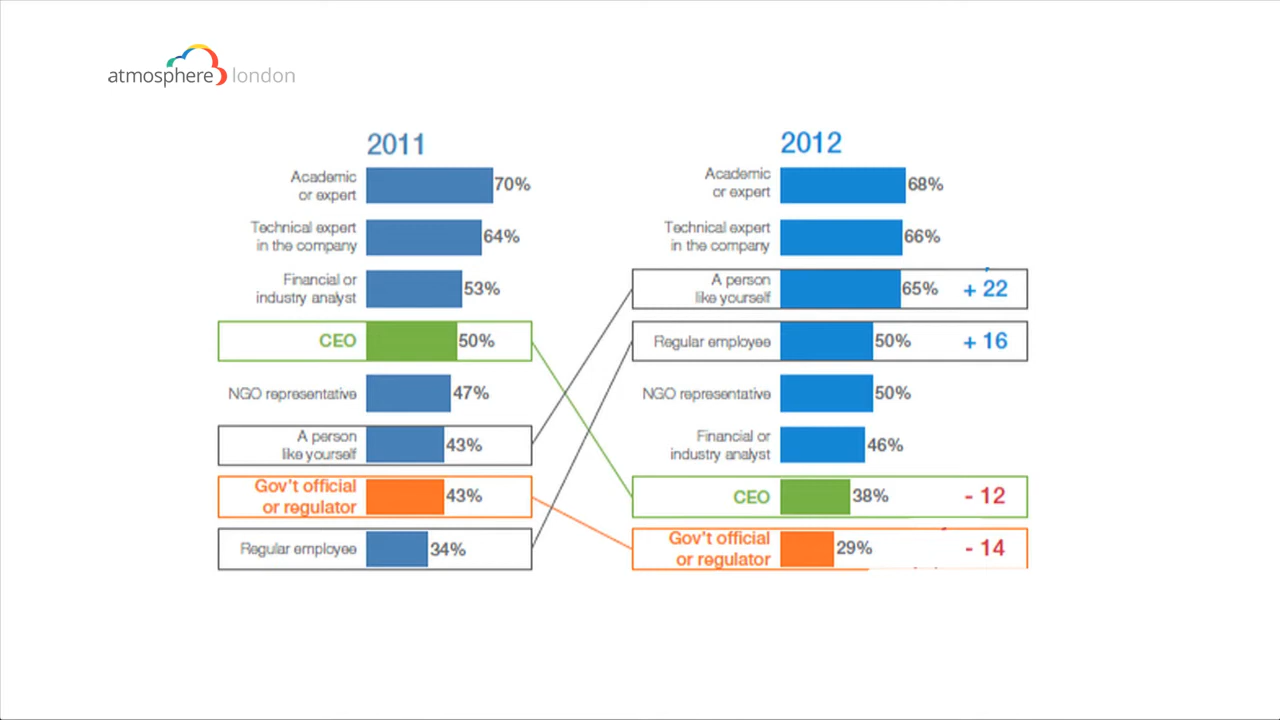 atmosphere london
2011
Academic
or expert
70%
Technical expert
in the company
64%
Financial or
industry analyst
53%
CEO
50%
NGO representative
47%
A person
like yourself
43%
Gov't official
or regulator
43%
Regular employee
34%
2012
Academic
or expert
68%
Technical expert
in the company
66%
A person
like yourself
65%
+ 22
Regular employee
50%
+ 16
NGO representative
50%
Financial or
industry analyst
46%
CEO
38%
- 12
Gov't official
or regulator
29%
- 14